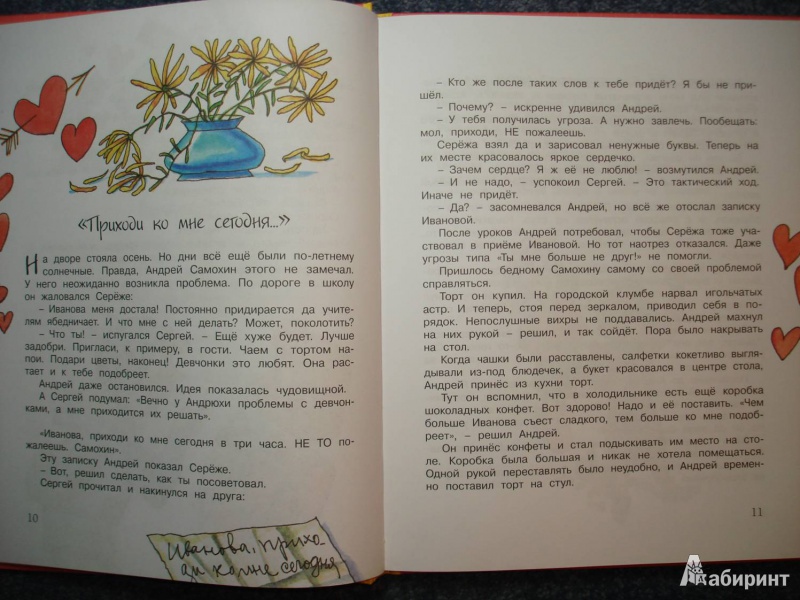 «Приходи ко мне сегодня...»
На дворе стояла осень. Но дни всё ещё были по-летнему
солнечные. Правда, Андрей Самохин этого не замечал.
У него неожиданно возникла проблема. По дороге в школу
он жаловался Серёже:
– Иванова меня достала! Постоянно придирается да учите-
лям ябедничает. И что мне с ней делать? Может, поколотить?
– Что ты! – испугался Сергей. – Ещё хуже будет. Лучше
задобри. Пригласи, к примеру, в гости. Чаем с тортом на-
пои. Подари цветы, наконец! Девчонки это любят. Она рас-
тает и к тебе подобреет.
Андрей даже остановился. Идея показалась чудовищной.
А Сергей подумал: «Вечно у Андрюхи проблемы с девчон-
ками, а мне приходится их решать».
«Иванова, приходи ко мне сегодня в три часа. НЕ ТО по-
жалеешь. Самохин».
Эту записку Андрей показал Серёже.
– Вот, решил сделать, как ты посоветовал.
Сергей прочитал и накинулся на друга:
10
Иванова, прихо-
ди ко мне сегодня
– Кто же после таких слов к тебе придёт? Я бы не при-
шёл.
– Почему? – искренне удивился Андрей.
– У тебя получилась угроза. А нужно завлечь. Пообещать:
мол, приходи, НЕ пожалеешь.
Серёжа взял да и зарисовал ненужные буквы. Теперь на
их месте красовалось яркое сердечко.
– Зачем сердце? Я ж её не люблю! – возмутился Андрей.
– И не надо, – успокоил Сергей. – Это тактический ход.
Иначе не придёт.
– Да? – засомневался Андрей, но всё же отослал записку
Ивановой.
После уроков Андрей потребовал, чтобы Серёжа тоже уча-
ствовал в приёме Ивановой. Но тот наотрез отказался. Даже
угрозы типа «Ты мне больше не друг!» не помогли.
Пришлось бедному Самохину самому со своей проблемой
справляться.
Торт он купил. На городской клумбе нарвал игольчатых
астр. И теперь, стоя перед зеркалом, приводил себя в по-
рядок. Непослушные вихры не поддавались. Андрей махнул
на них рукой – решил, и так сойдёт. Пора было накрывать
на стол.
Когда чашки были расставлены, салфетки кокетливо выгля-
дывали из-под блюдечек, а букет красовался в центре стола,
Андрей принёс из кухни торт.
Тут он вспомнил, что в холодильнике есть ещё коробка
шоколадных конфет. Вот здорово! Надо и её поставить. «Чем
больше Иванова съест сладкого, тем больше ко мне подоб-
реет», – решил Андрей.
Он принёс конфеты и стал подыскивать им место на сто-
ле. Коробка была большая и никак не хотела помещаться.
Одной рукой переставлять было неудобно, и Андрей времен-
но поставил торт на стул.
11
Лабиринт